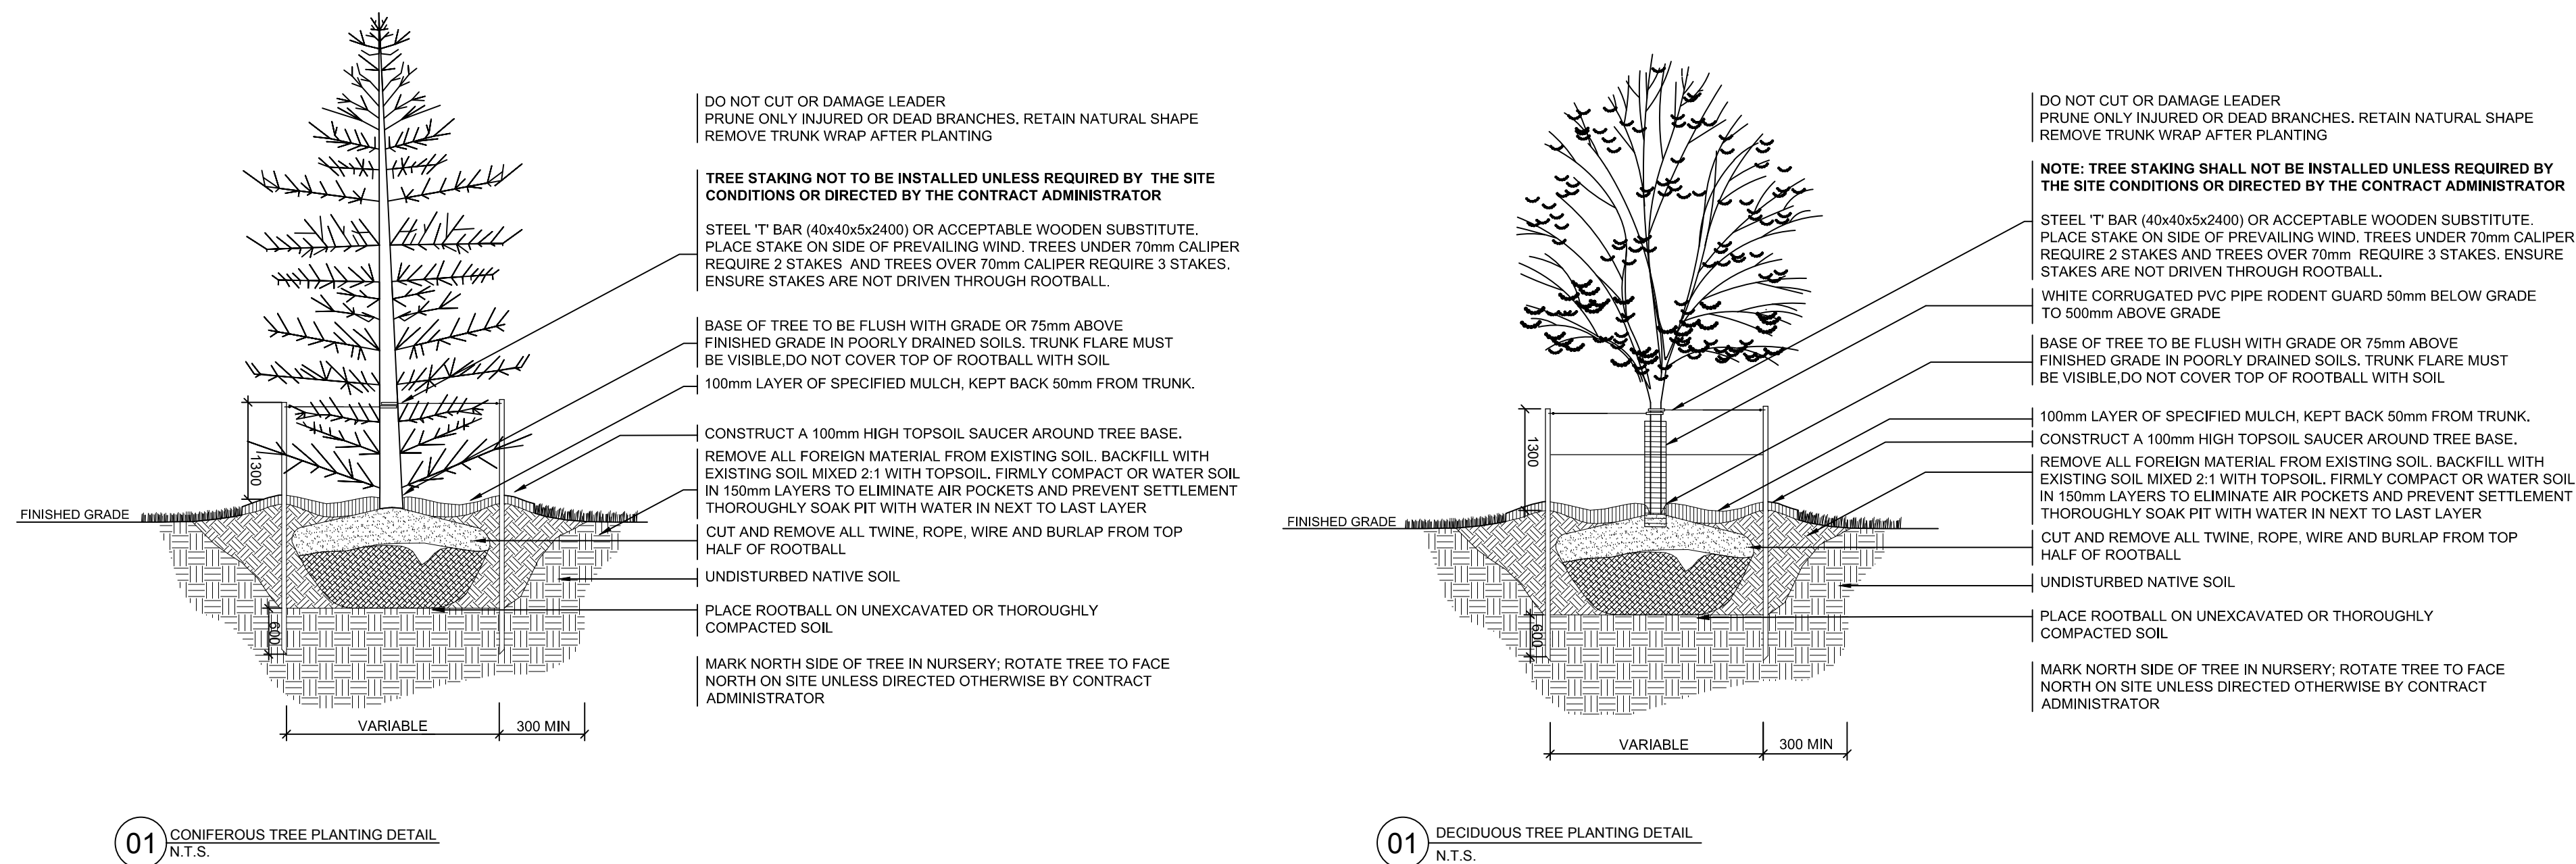 DO NOT CUT OR DAMAGE LEADER
PRUNE ONLY INJURED OR DEAD BRANCHES. RETAIN NATURAL SHAPE
REMOVE TRUNK WRAP AFTER PLANTING
TREE STAKING NOT TO BE INSTALLED UNLESS REQUIRED BY THE SITE
CONDITIONS OR DIRECTED BY THE CONTRACT ADMINISTRATOR
STEEL 'T' BAR (40x40x5x2400) OR ACCEPTABLE WOODEN SUBSTITUTE.
PLACE STAKE ON SIDE OF PREVAILING WIND. TREES UNDER 70mm CALIPER
REQUIRE 2 STAKES AND TREES OVER 70mm CALIPER REQUIRE 3 STAKES.
ENSURE STAKES ARE NOT DRIVEN THROUGH ROOTBALL.
BASE OF TREE TO BE FLUSH WITH GRADE OR 75mm ABOVE
FINISHED GRADE IN POORLY DRAINED SOILS. TRUNK FLARE MUST
BE VISIBLE,DO NOT COVER TOP OF ROOTBALL WITH SOIL
100mm LAYER OF SPECIFIED MULCH, KEPT BACK 50mm FROM TRUNK.
CONSTRUCT A 100mm HIGH TOPSOIL SAUCER AROUND TREE BASE.
REMOVE ALL FOREIGN MATERIAL FROM EXISTING SOIL. BACKFILL WITH
EXISTING SOIL MIXED 2:1 WITH TOPSOIL. FIRMLY COMPACT OR WATER SOIL
IN 150mm LAYERS TO ELIMINATE AIR POCKETS AND PREVENT SETTLEMENT
THOROUGHLY SOAK PIT WITH WATER IN NEXT TO LAST LAYER
CUT AND REMOVE ALL TWINE, ROPE, WIRE AND BURLAP FROM TOP
HALF OF ROOTBALL
UNDISTURBED NATIVE SOIL
PLACE ROOTBALL ON UNEXCAVATED OR THOROUGHLY
COMPACTED SOIL
MARK NORTH SIDE OF TREE IN NURSERY; ROTATE TREE TO FACE
NORTH ON SITE UNLESS DIRECTED OTHERWISE BY CONTRACT
ADMINISTRATOR
1300
FINISHED GRADE
600
VARIABLE
300 MIN
01
CONIFEROUS TREE PLANTING DETAIL
N.T.S.
DO NOT CUT OR DAMAGE LEADER
PRUNE ONLY INJURED OR DEAD BRANCHES. RETAIN NATURAL SHAPE
REMOVE TRUNK WRAP AFTER PLANTING
NOTE: TREE STAKING SHALL NOT BE INSTALLED UNLESS REQUIRED BY
THE SITE CONDITIONS OR DIRECTED BY THE CONTRACT ADMINISTRATOR
STEEL 'T' BAR (40x40x5x2400) OR ACCEPTABLE WOODEN SUBSTITUTE.
PLACE STAKE ON SIDE OF PREVAILING WIND. TREES UNDER 70mm CALIPER
REQUIRE 2 STAKES AND TREES OVER 70mm REQUIRE 3 STAKES. ENSURE
STAKES ARE NOT DRIVEN THROUGH ROOTBALL.
WHITE CORRUGATED PVC PIPE RODENT GUARD 50mm BELOW GRADE
TO 500mm ABOVE GRADE
BASE OF TREE TO BE FLUSH WITH GRADE OR 75mm ABOVE
FINISHED GRADE IN POORLY DRAINED SOILS. TRUNK FLARE MUST
BE VISIBLE,DO NOT COVER TOP OF ROOTBALL WITH SOIL
100mm LAYER OF SPECIFIED MULCH, KEPT BACK 50mm FROM TRUNK.
CONSTRUCT A 100mm HIGH TOPSOIL SAUCER AROUND TREE BASE.
REMOVE ALL FOREIGN MATERIAL FROM EXISTING SOIL. BACKFILL WITH
EXISTING SOIL MIXED 2:1 WITH TOPSOIL. FIRMLY COMPACT OR WATER SOIL
IN 150mm LAYERS TO ELIMINATE AIR POCKETS AND PREVENT SETTLEMENT
THOROUGHLY SOAK PIT WITH WATER IN NEXT TO LAST LAYER
CUT AND REMOVE ALL TWINE, ROPE, WIRE AND BURLAP FROM TOP
HALF OF ROOTBALL
UNDISTURBED NATIVE SOIL
PLACE ROOTBALL ON UNEXCAVATED OR THOROUGHLY
COMPACTED SOIL
MARK NORTH SIDE OF TREE IN NURSERY; ROTATE TREE TO FACE
NORTH ON SITE UNLESS DIRECTED OTHERWISE BY CONTRACT
ADMINISTRATOR
1300
FINISHED GRADE
600
VARIABLE
300 MIN
01
DECIDUOUS TREE PLANTING DETAIL
N.T.S.